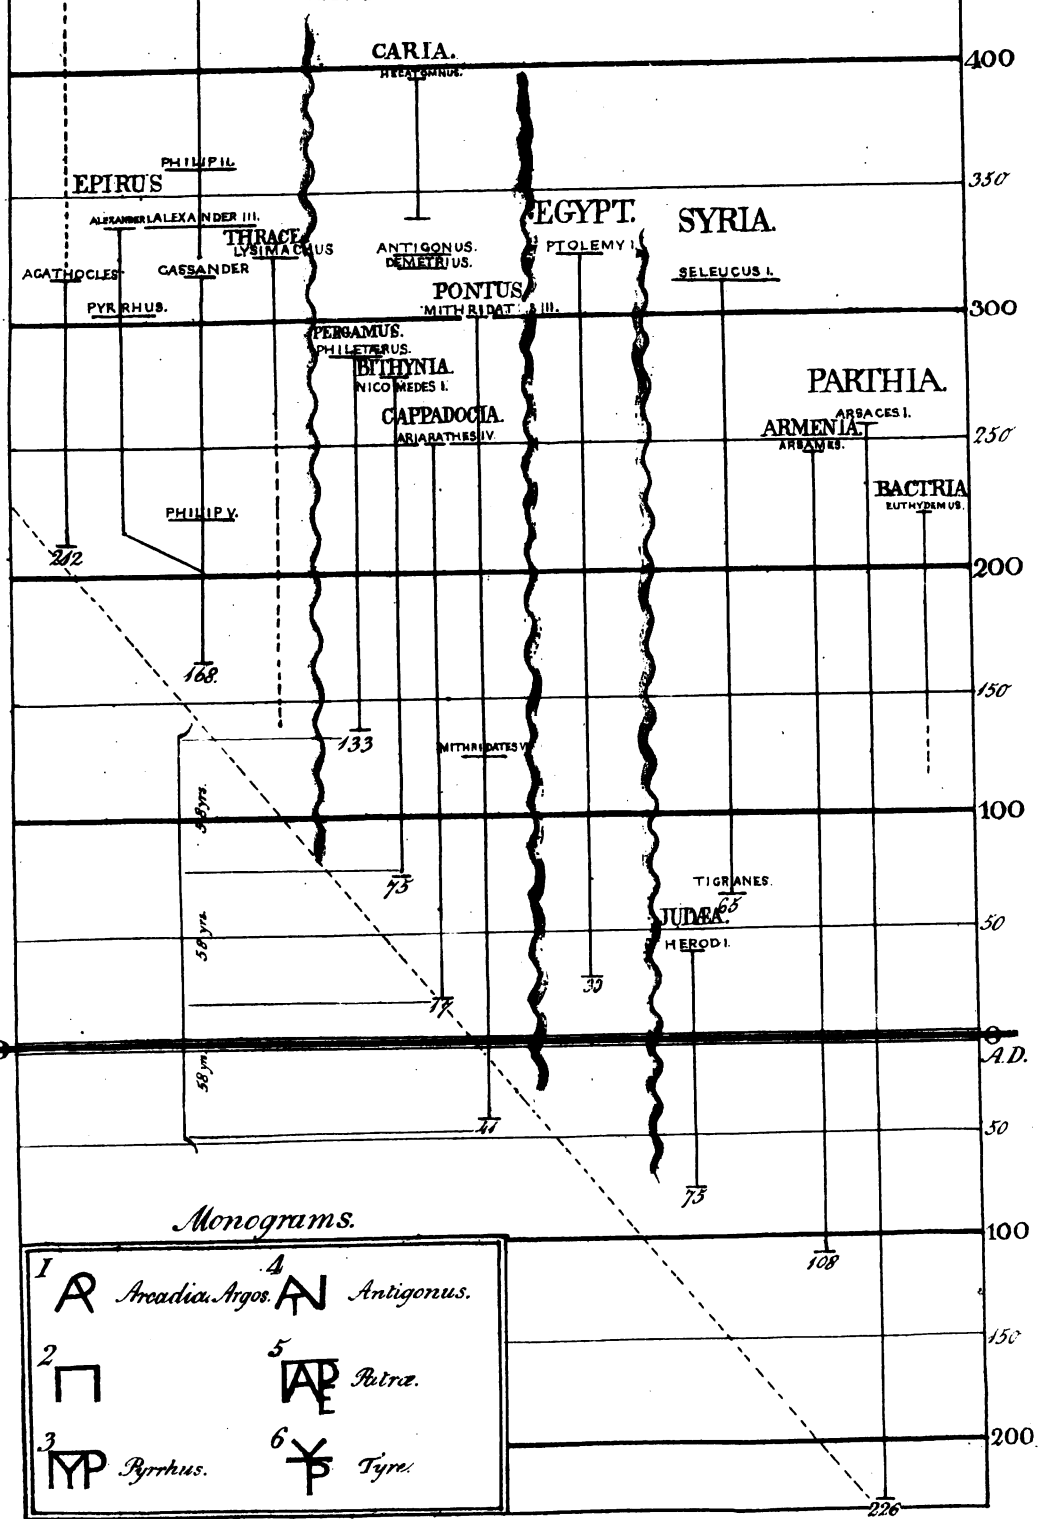 CARIA.
HECATOMNUS.
400
PHILIP II.
EPIRUS
350
ALEXANDER I.
ALEXANDER III.
EGYPT.
SYRIA.
THRACE.
LYSIMACHUS
ANTIGONUS.
DEMETRIUS.
PTOLEMY I.
AGATHOCLES
CASSANDER
SELEUCUS I.
PONTUS
PYRRHUS.
MITHRIDATES III.
300
PERGAMUS.
PHILETÆRUS.
BITHYNIA.
NICOMEDES I.
PARTHIA.
ARSACES I.
CAPPADOCIA.
ARIARATHES IV.
ARMENIA.
ARSAMES.
250
BACTRIA
EUTHYDEMUS.
PHILIP V.
212
200
168.
150
133
MITHRIDATES V
58 yrs.
100
75
TIGRANES.
65
58 yrs.
JUDÆA.
HEROD I.
50
30
17
0
A.D.
58 yrs.
41
50
75
Monograms.
100
108
1
Arcadia. Argos.
4
Antigonus.
150
2
5
Patræ.
3
Pyrrhus.
6
Tyre.
200
226